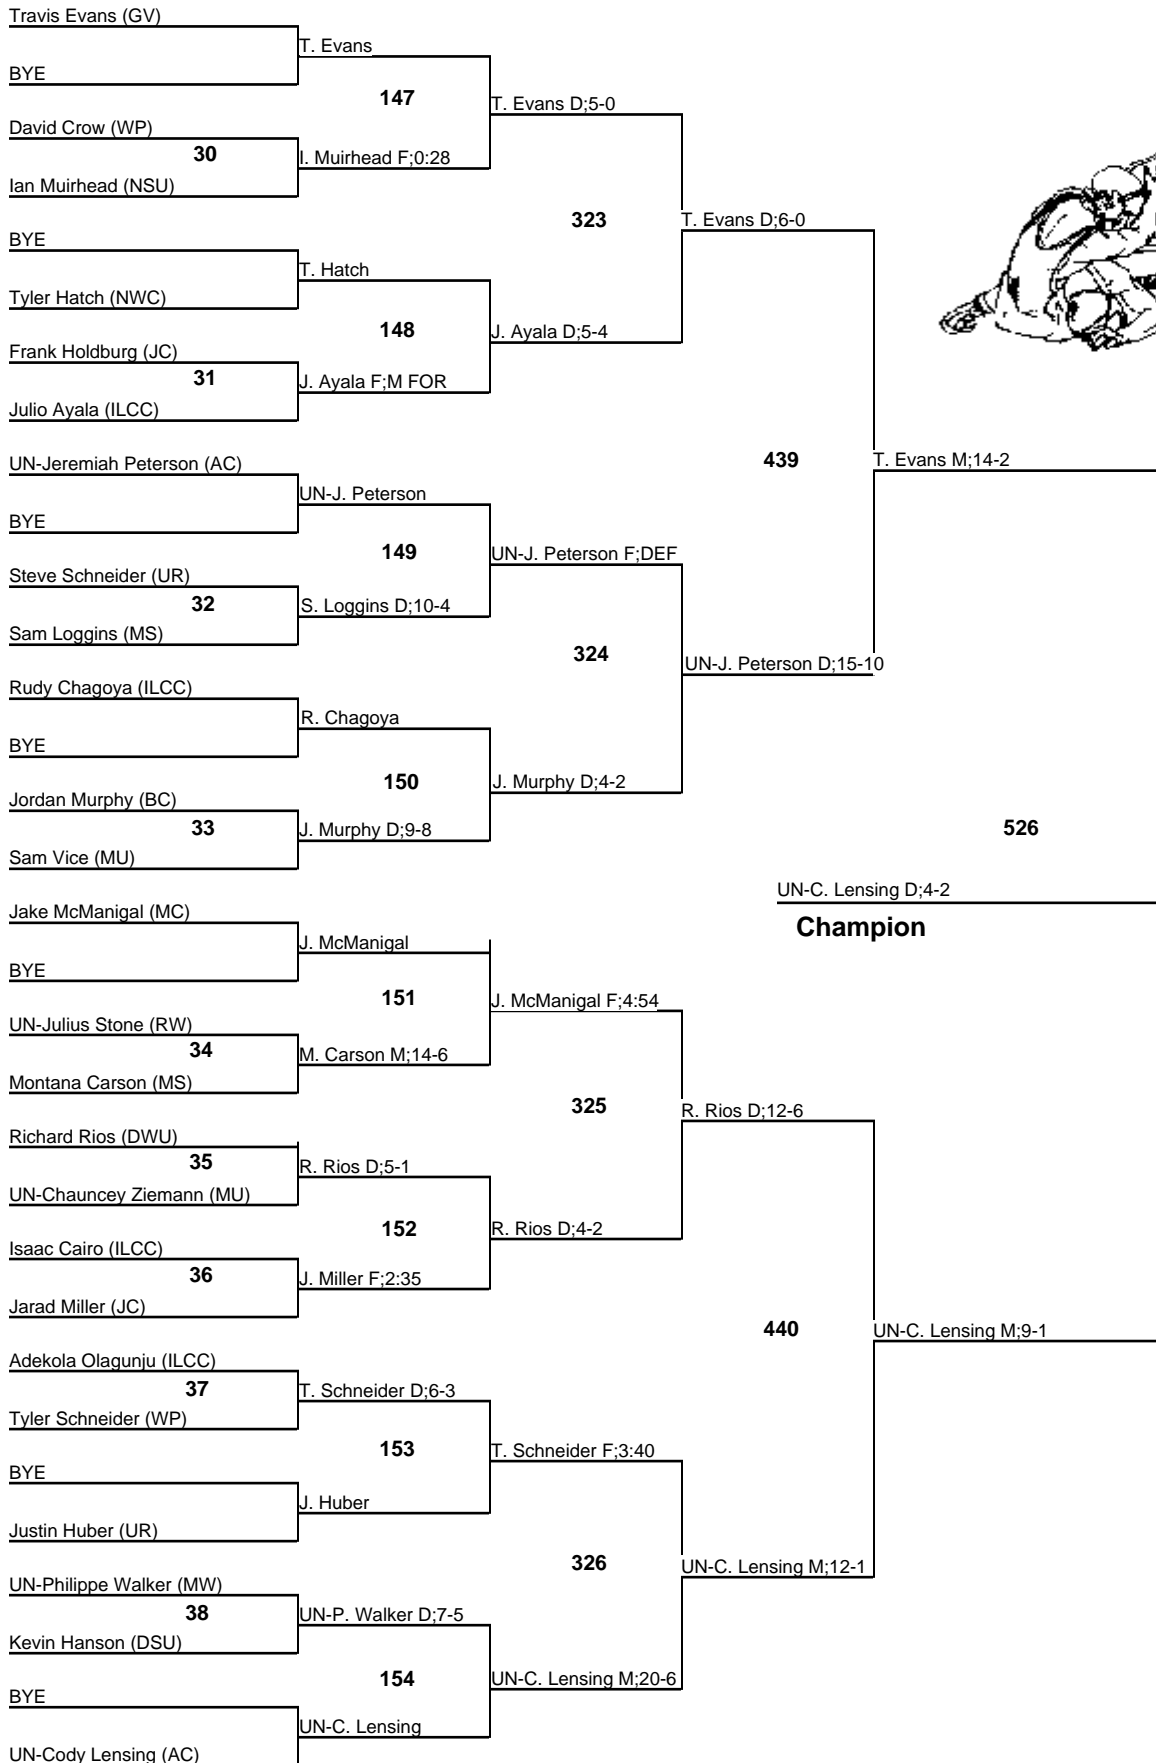 Travis Evans (GV)
T. Evans
BYE
147
T. Evans D;5-0
David Crow (WP)
30
I. Muirhead F;0:28
Ian Muirhead (NSU)
323
T. Evans D;6-0
BYE
T. Hatch
Tyler Hatch (NWC)
148
J. Ayala D;5-4
Frank Holdburg (JC)
31
J. Ayala F;M FOR
Julio Ayala (ILCC)
439
T. Evans M;14-2
UN-Jeremiah Peterson (AC)
UN-J. Peterson
BYE
149
UN-J. Peterson F;DEF
Steve Schneider (UR)
32
S. Loggins D;10-4
Sam Loggins (MS)
324
UN-J. Peterson D;15-10
Rudy Chagoya (ILCC)
R. Chagoya
BYE
150
J. Murphy D;4-2
Jordan Murphy (BC)
33
J. Murphy D;9-8
Sam Vice (MU)
526
UN-C. Lensing D;4-2
Champion
Jake McManigal (MC)
J. McManigal
BYE
151
J. McManigal F;4:54
UN-Julius Stone (RW)
34
M. Carson M;14-6
Montana Carson (MS)
325
R. Rios D;12-6
Richard Rios (DWU)
35
R. Rios D;5-1
UN-Chauncey Ziemann (MU)
152
R. Rios D;4-2
Isaac Cairo (ILCC)
36
J. Miller F;2:35
Jarad Miller (JC)
440
UN-C. Lensing M;9-1
Adekola Olagunju (ILCC)
37
T. Schneider D;6-3
Tyler Schneider (WP)
153
T. Schneider F;3:40
BYE
J. Huber
Justin Huber (UR)
326
UN-C. Lensing M;12-1
UN-Philippe Walker (MW)
38
UN-P. Walker D;7-5
Kevin Hanson (DSU)
154
UN-C. Lensing M;20-6
BYE
UN-C. Lensing
UN-Cody Lensing (AC)